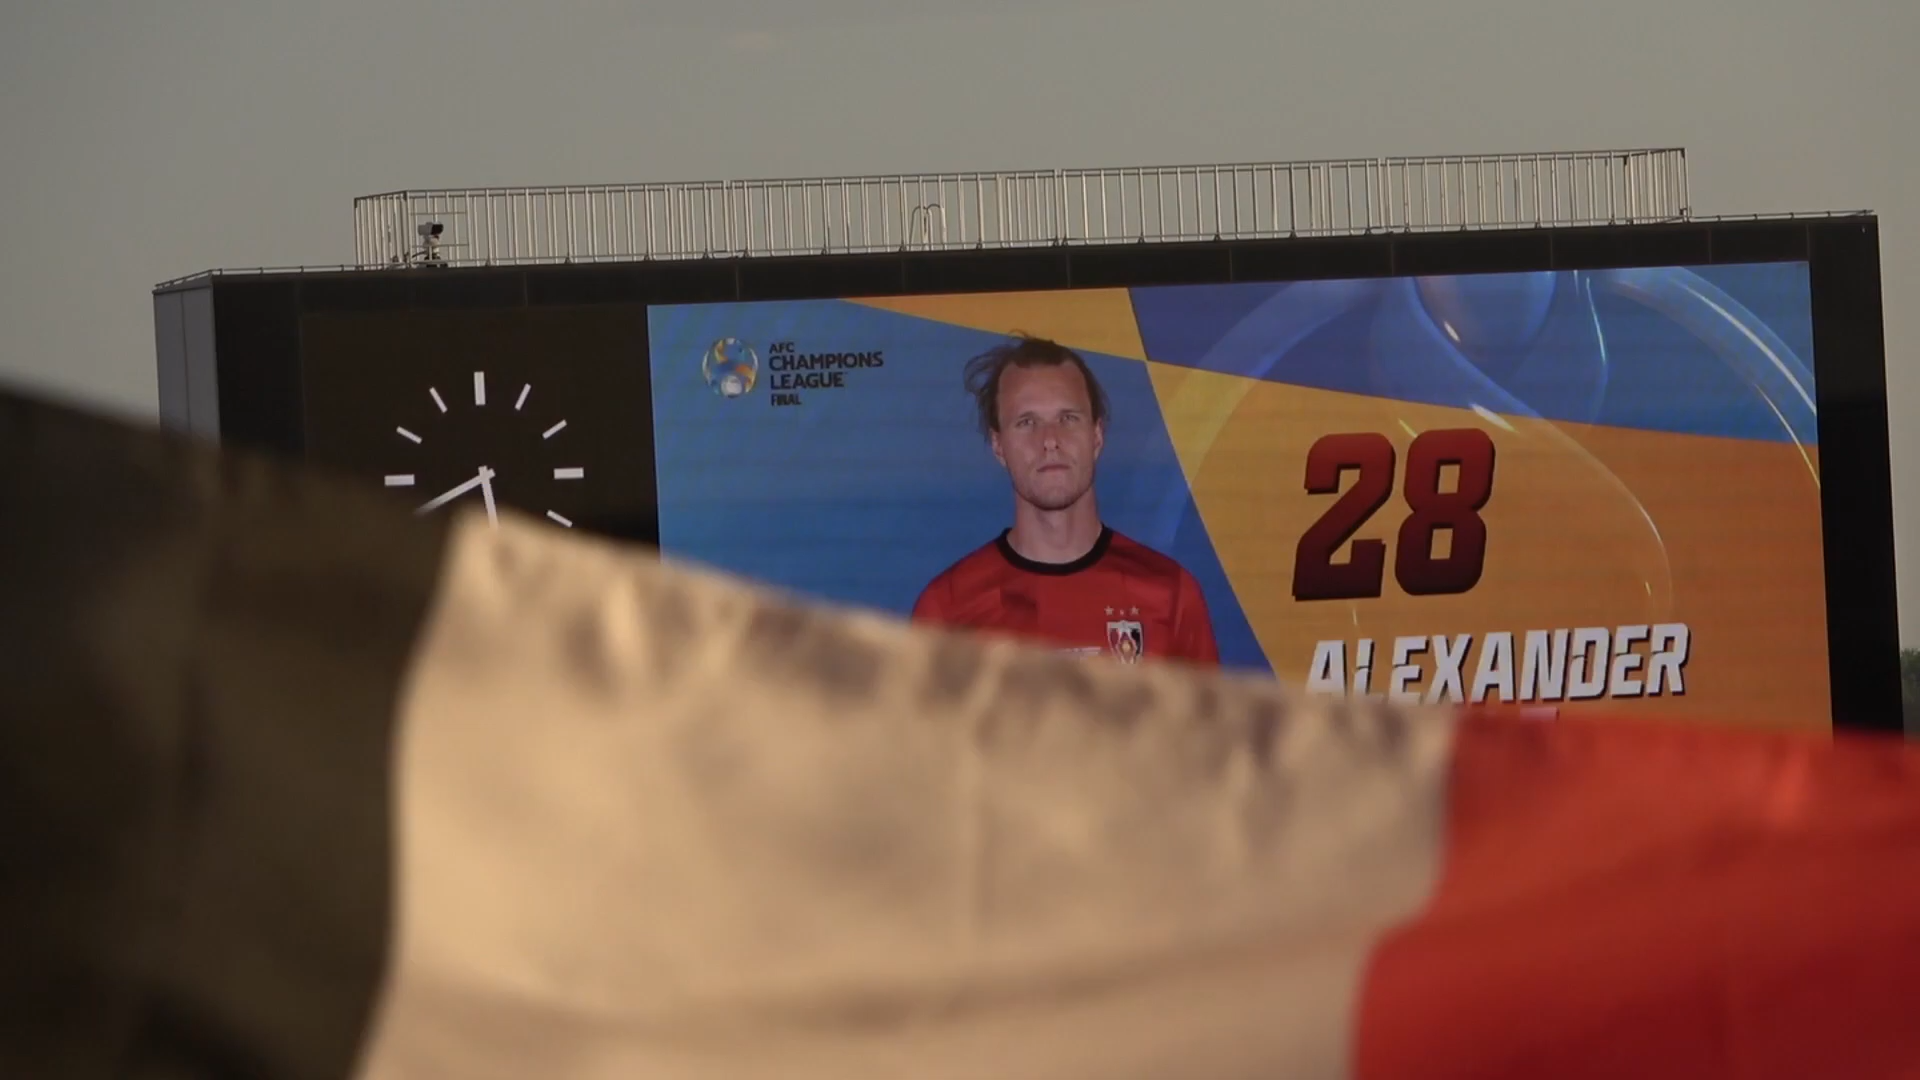 AFC
CHAMPIONS
LEAGUE
FINAL
28
ALEXANDER